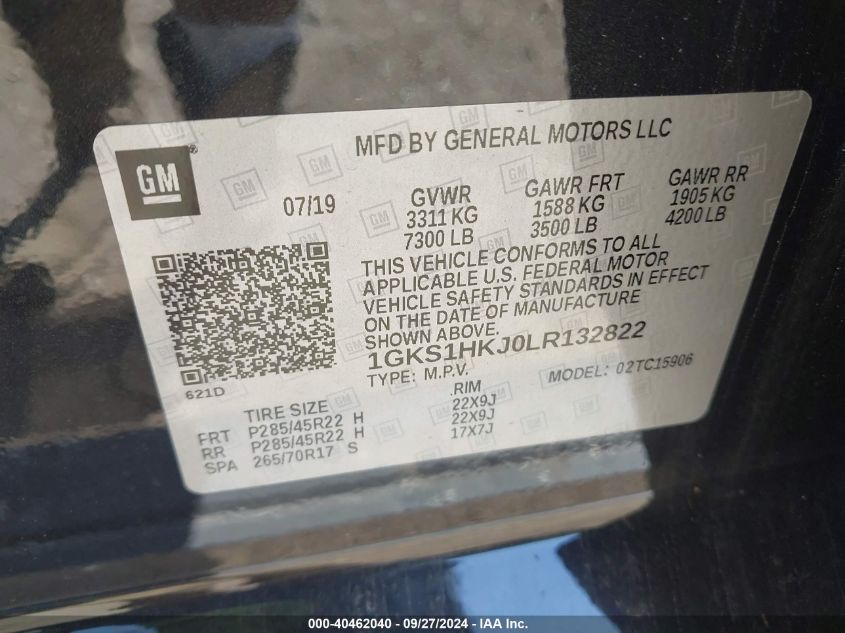 MFD BY GENERAL MOTORS LLC
GM ®
07/19
GVWR GAWR FRT GAWR RR
3311 KG 1588 KG 1905 KG
7300 LB 3500 LB 4200 LB
THIS VEHICLE CONFORMS TO ALL
APPLICABLE U.S. FEDERAL MOTOR
VEHICLE SAFETY STANDARDS IN EFFECT
ON THE DATE OF MANUFACTURE
SHOWN ABOVE.
1GKS1HKJ0LR132822
TYPE: M.P.V. MODEL: 02TC15906
621D
TIRE SIZE .RIM
FRT P285/45R22 H 22X9J
RR P285/45R22 H 22X9J
SPA 265/70R17 S 17X7J
000-40462040 - 09/27/2024 - IAA Inc.